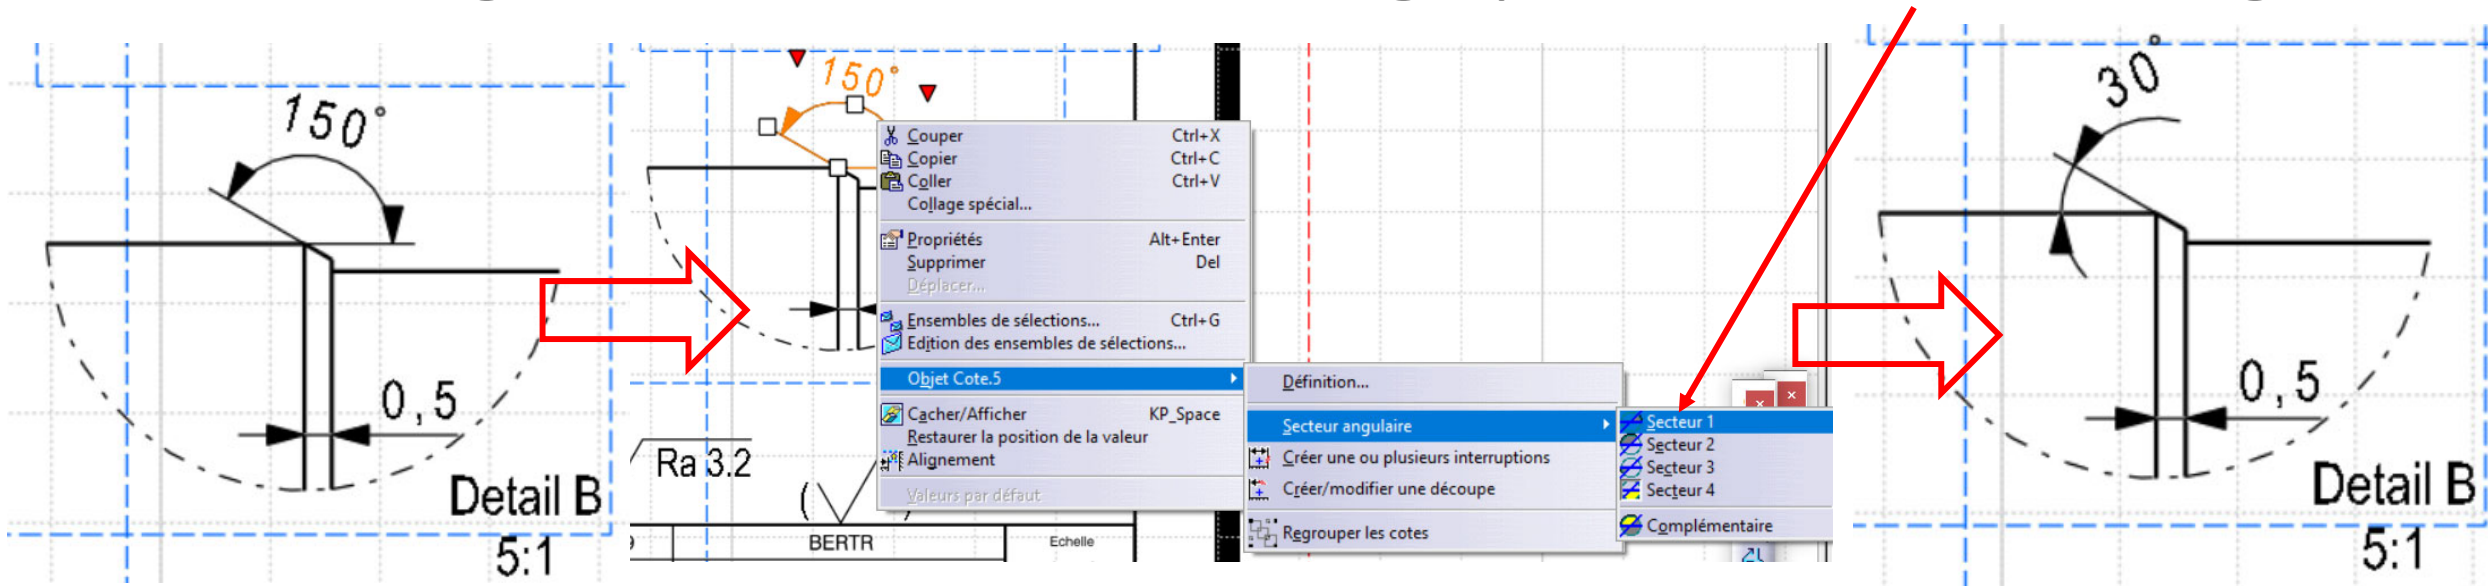 150°
0,5
Detail B
5:1
150°
Couper Ctrl+X
Copier Ctrl+C
Coller Ctrl+V
Collage spécial...
Propriétés Alt+Enter
Supprimer Del
Déplacer...
Ensembles de sélections... Ctrl+G
Edition des ensembles de sélections...
Objet Cote.5
Cacher/Afficher KP_Space
Restaurer la position de la valeur
Alignement
Valeurs par défaut
Définition...
Secteur angulaire
Créer une ou plusieurs interruptions
Créer/modifier une découpe
Regrouper les cotes
Secteur 1
Secteur 2
Secteur 3
Secteur 4
Complémentaire
Ra 3.2
( )
BERTR
Echelle
30°
0,5
Detail B
5:1